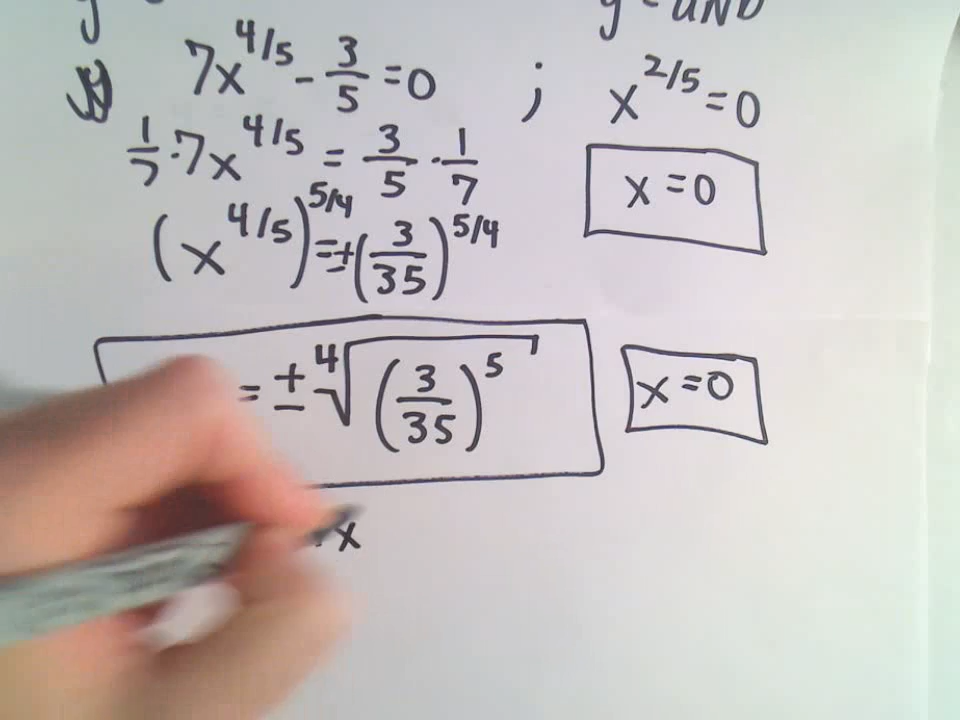 y = UND
7x^{4/5} - 3/5 = 0 ; x^{2/5} = 0
1/7 · 7x^{4/5} = 3/5 · 1/7
x = 0
(x^{4/5})^{5/4} = ±(3/35)^{5/4}
= ± ∜(3/35)^5
x = 0
x